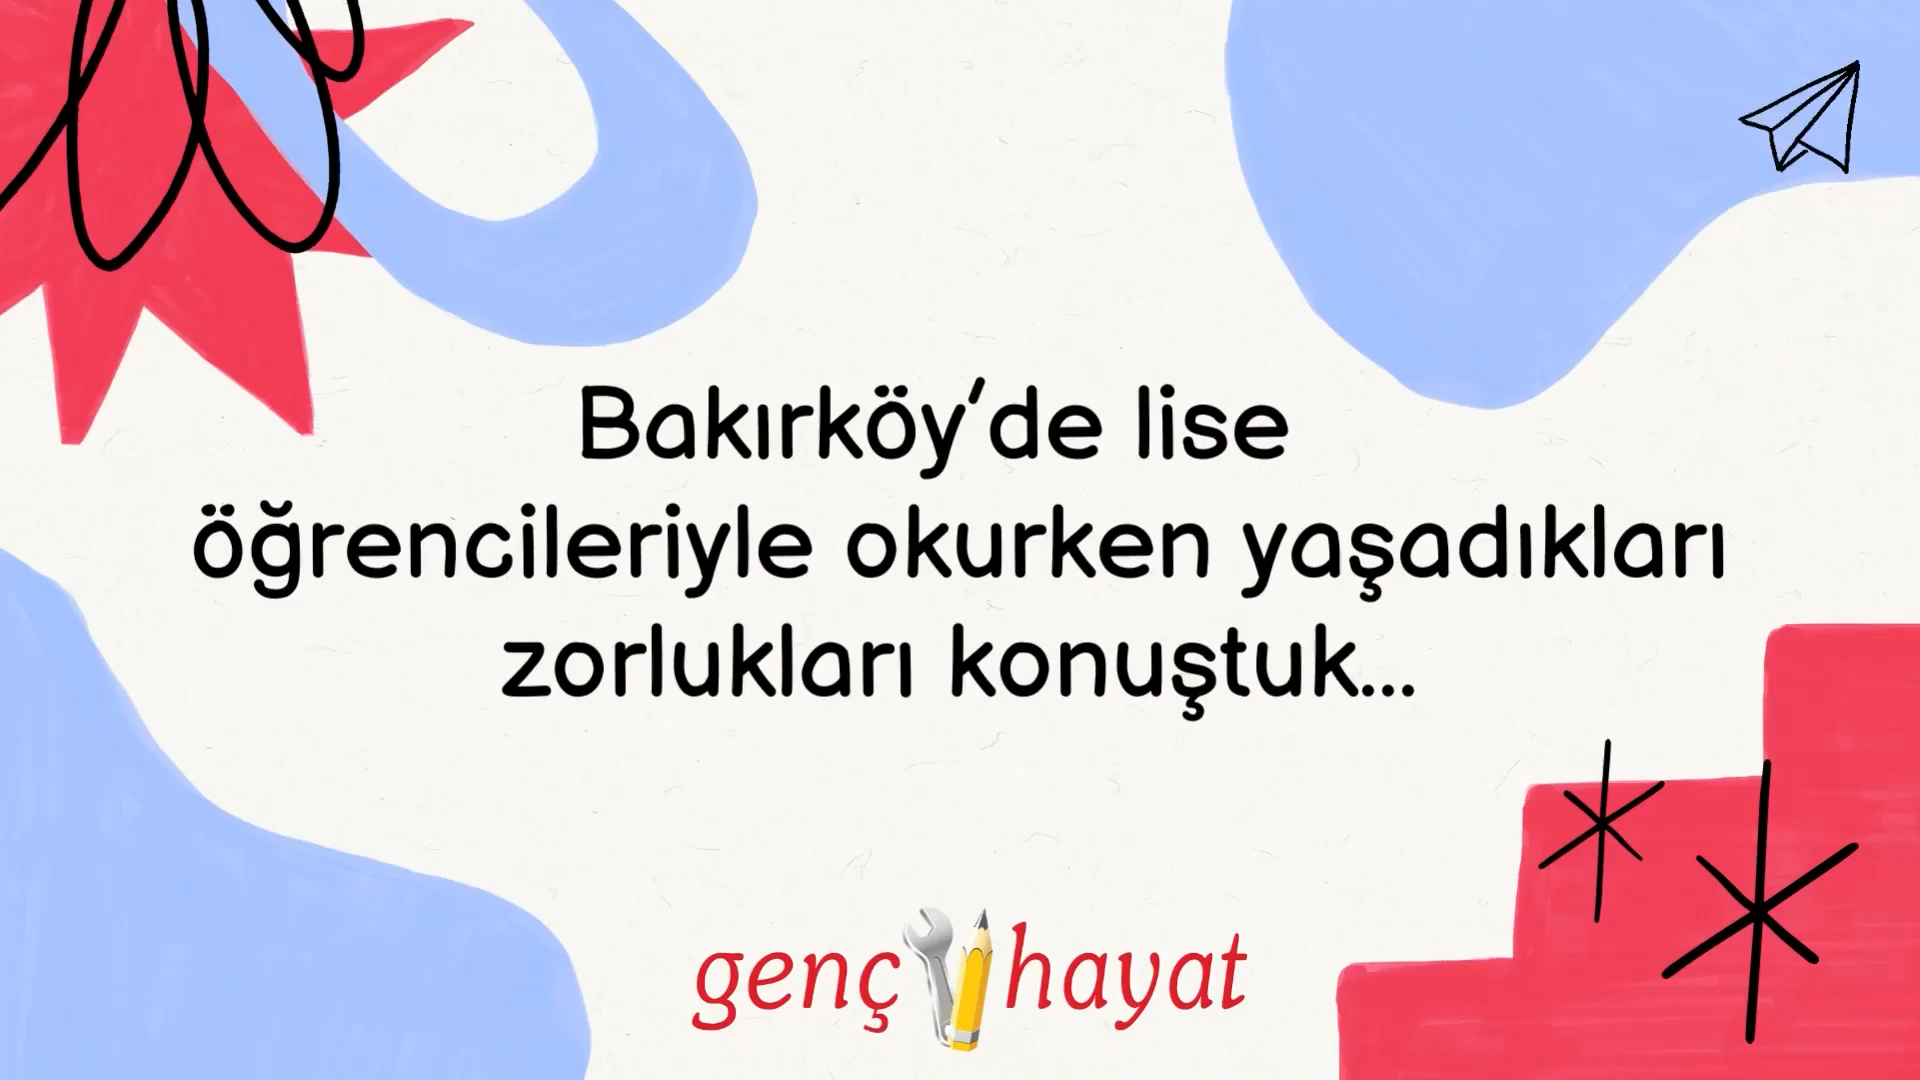 Bakırköy'de lise
öğrencileriyle okurken yaşadıkları
zorlukları konuştuk...
genç hayat